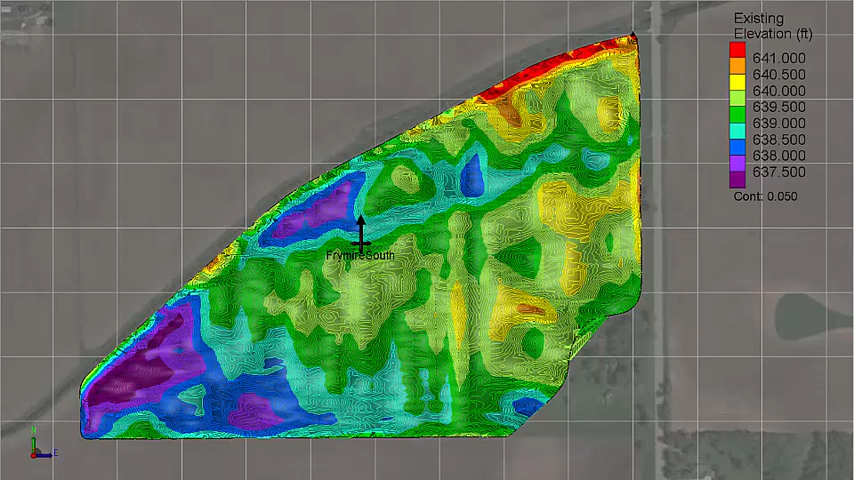 Existing
Elevation (ft)
641.000
640.500
640.000
639.500
639.000
638.500
638.000
637.500
Cont: 0.050
FrymireSouth
N
E